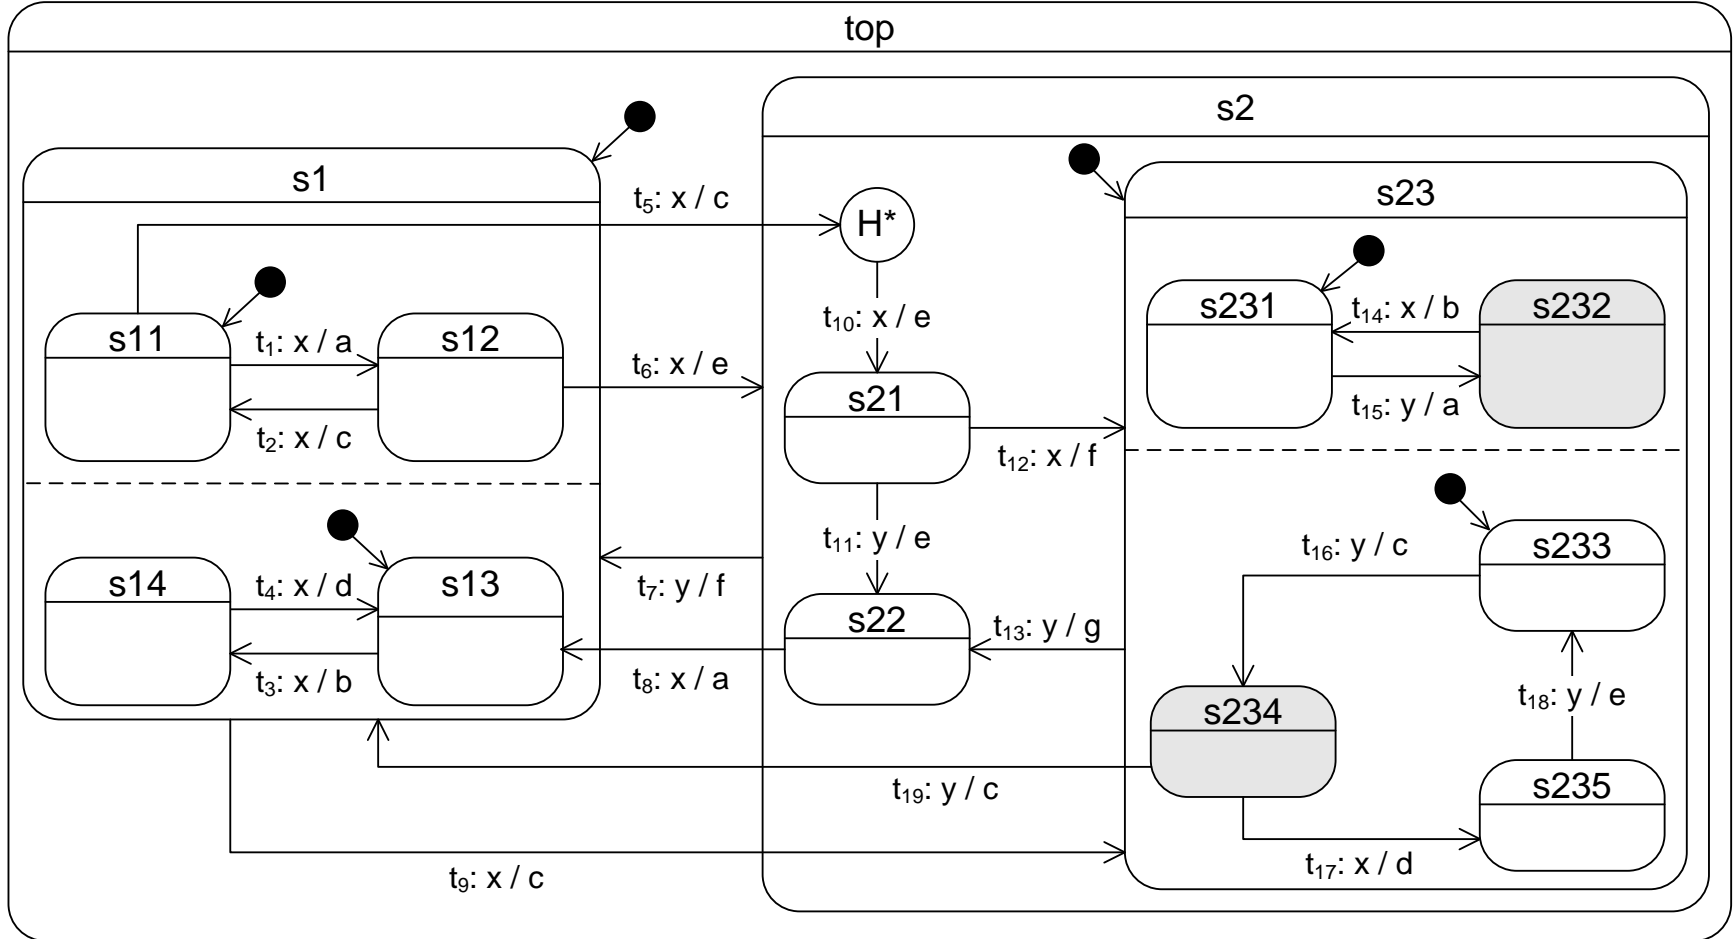 top
s2
s1
s23
t5: x / c
H*
s11
t1: x / a
s12
t2: x / c
t6: x / e
t10: x / e
s231
t14: x / b
s232
t15: y / a
s21
t12: x / f
t11: y / e
t16: y / c
s233
s14
t4: x / d
s13
t3: x / b
t7: y / f
t8: x / a
s22
t13: y / g
s234
t18: y / e
s235
t19: y / c
t17: x / d
t9: x / c